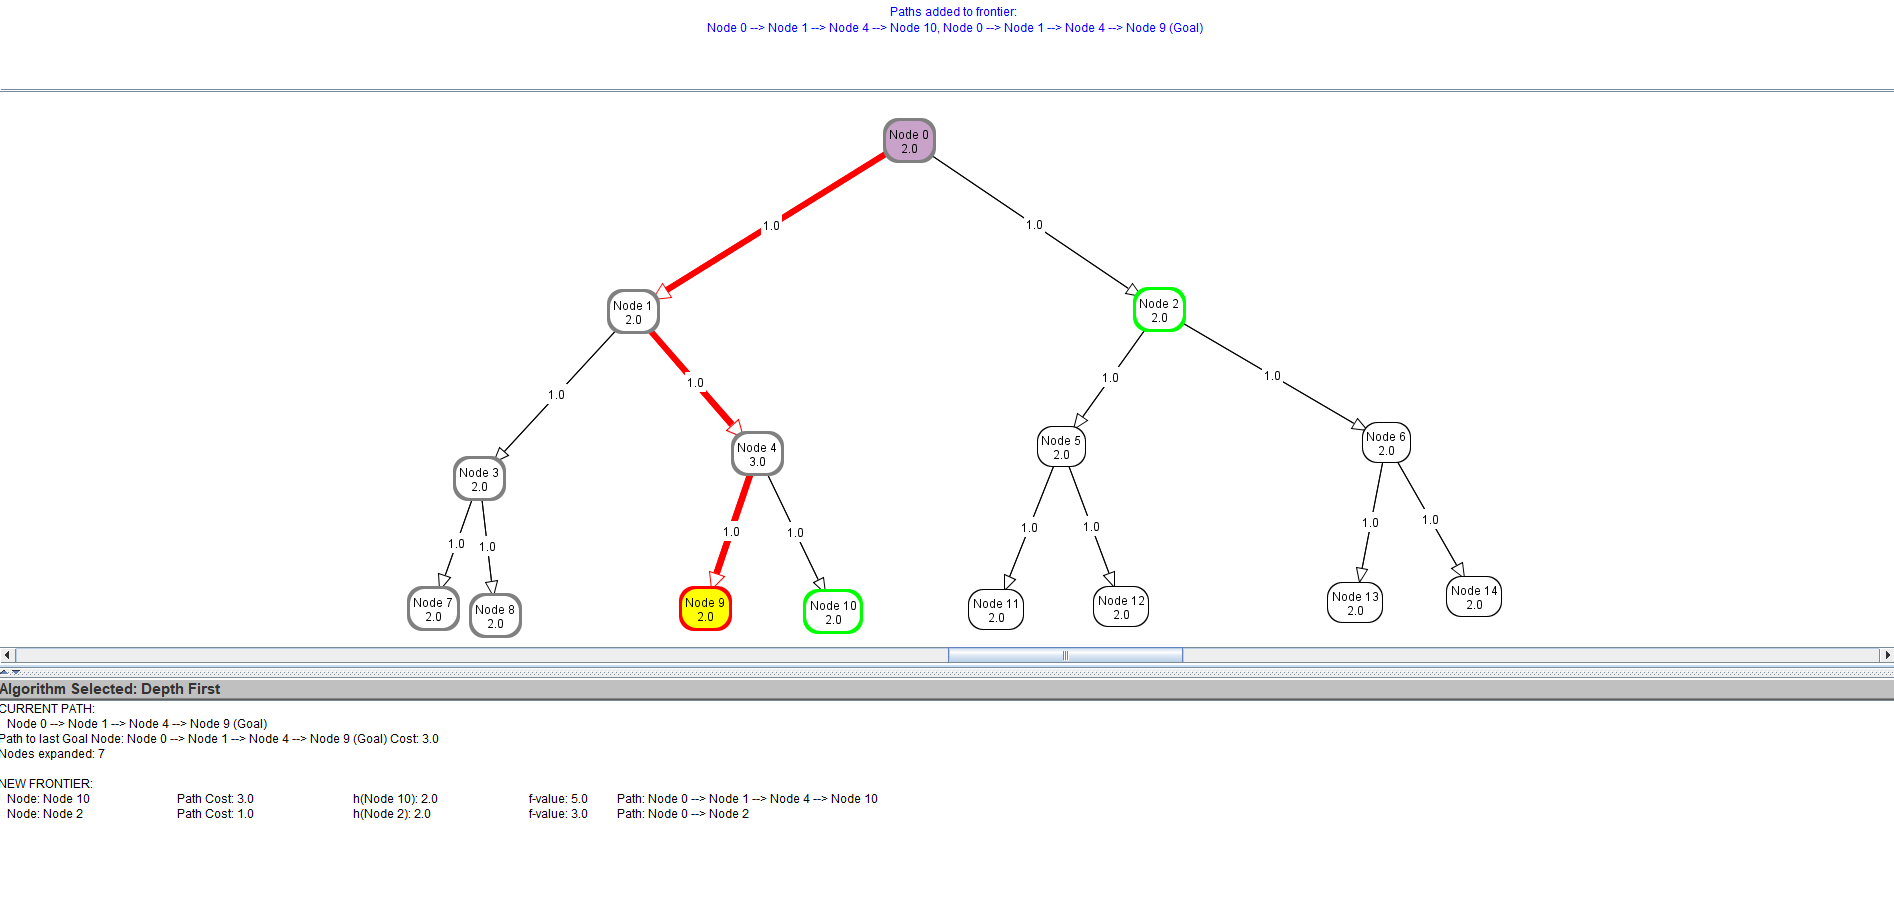 Paths added to frontier:
Node 0 --> Node 1 --> Node 4 --> Node 10, Node 0 --> Node 1 --> Node 4 --> Node 9 (Goal)
Node 0
2.0
1.0
1.0
Node 1
2.0
Node 2
2.0
1.0
1.0
1.0
1.0
Node 3
2.0
Node 4
3.0
Node 5
2.0
Node 6
2.0
1.0
1.0
1.0
1.0
1.0
1.0
1.0
1.0
Node 7
2.0
Node 8
2.0
Node 9
2.0
Node 10
2.0
Node 11
2.0
Node 12
2.0
Node 13
2.0
Node 14
2.0
Algorithm Selected: Depth First
CURRENT PATH:
Node 0 --> Node 1 --> Node 4 --> Node 9 (Goal)
Path to last Goal Node: Node 0 --> Node 1 --> Node 4 --> Node 9 (Goal) Cost: 3.0
Nodes expanded: 7
NEW FRONTIER:
Node: Node 10 Path Cost: 3.0 h(Node 10): 2.0 f-value: 5.0 Path: Node 0 --> Node 1 --> Node 4 --> Node 10
Node: Node 2 Path Cost: 1.0 h(Node 2): 2.0 f-value: 3.0 Path: Node 0 --> Node 2